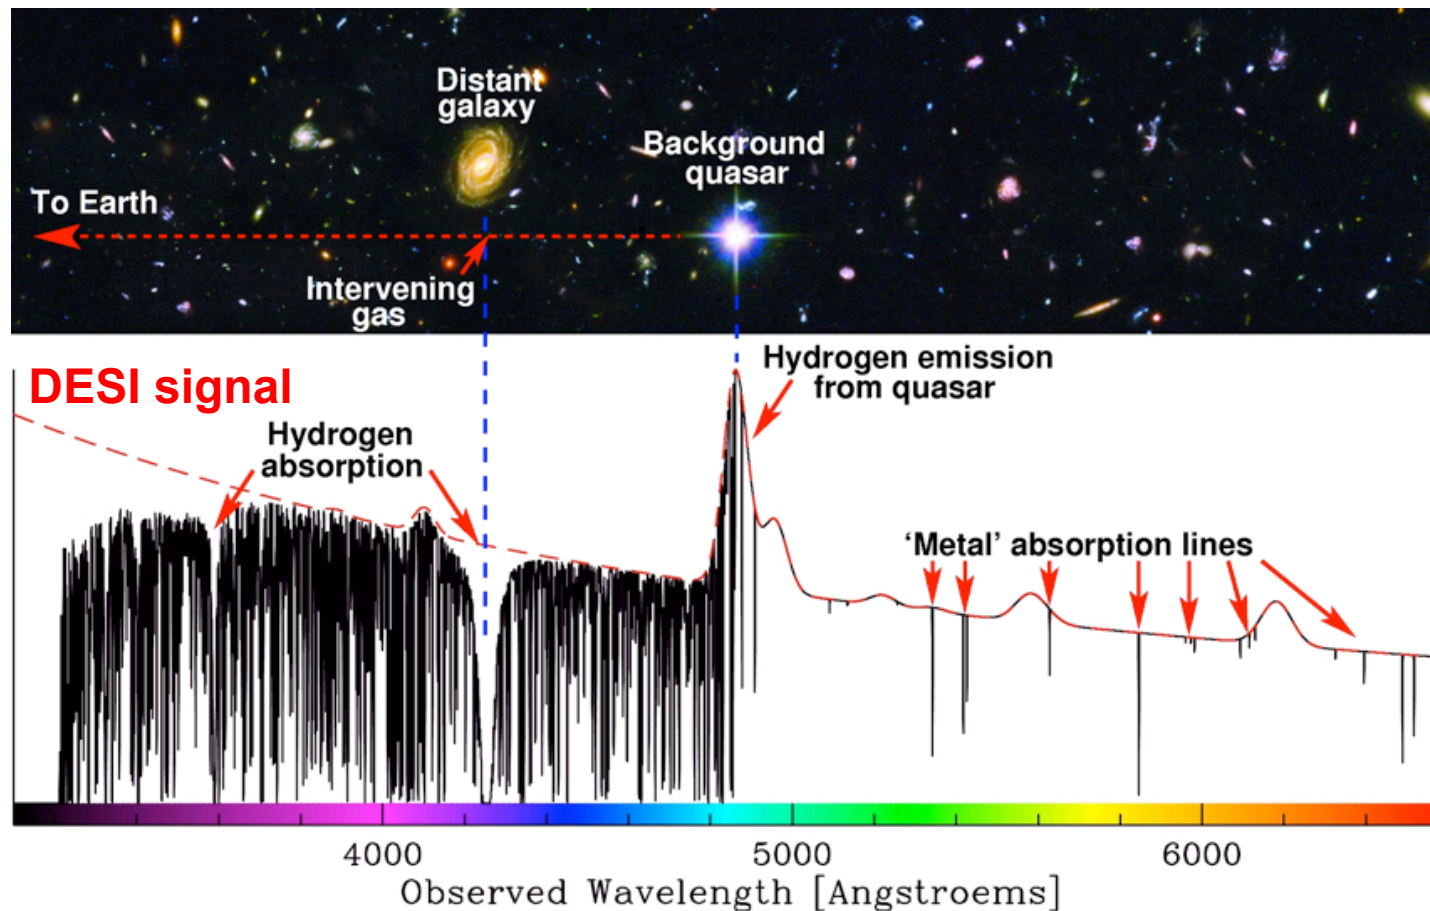 Distant
galaxy
Background
quasar
To Earth
Intervening
gas
DESI signal
Hydrogen emission
from quasar
Hydrogen
absorption
‘Metal’ absorption lines
4000
5000
6000
Observed Wavelength [Angstroems]